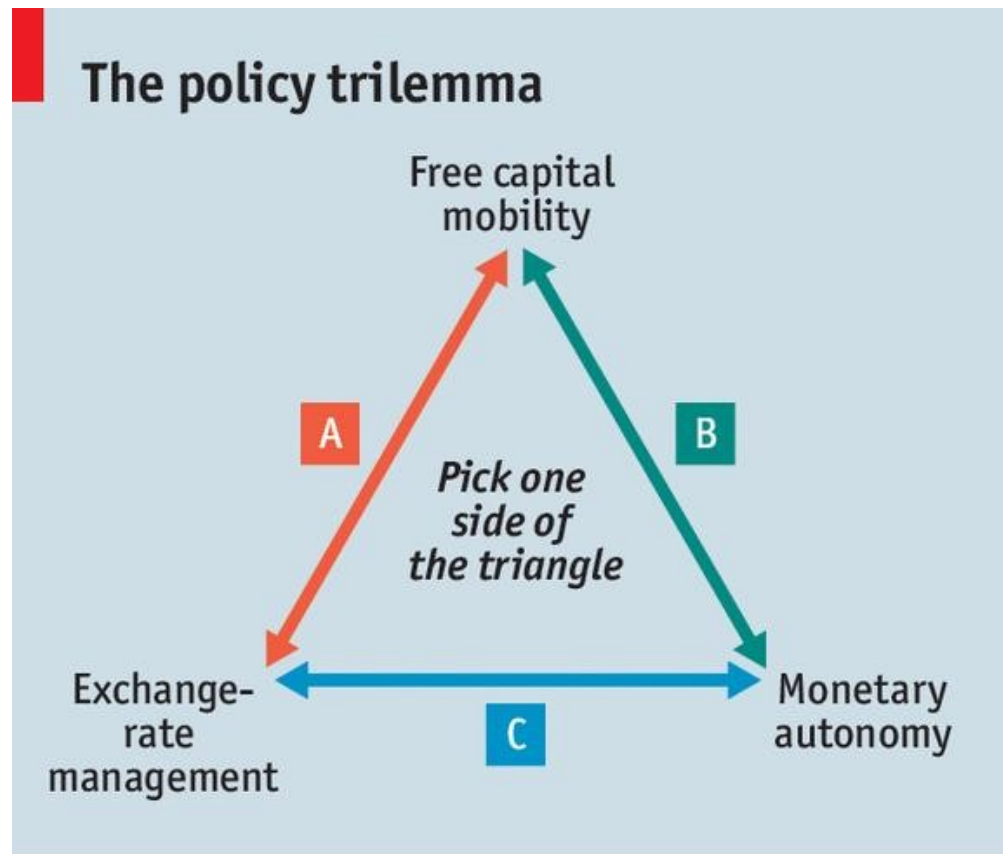 The policy trilemma
Free capital
mobility
A
B
Pick one
side of
the triangle
Exchange-
rate
management
C
Monetary
autonomy